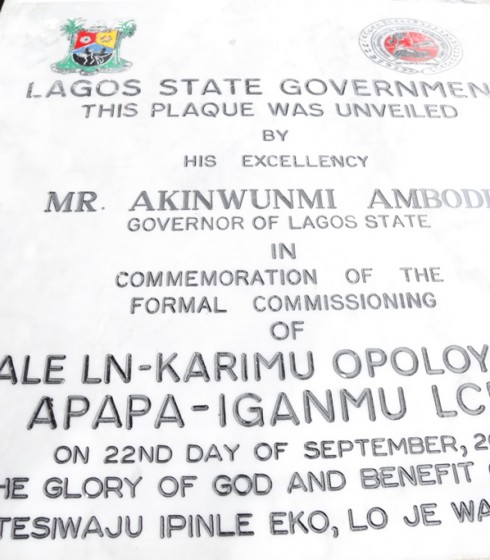 LAGOS STATE GOVERNMEN
THIS PLAQUE WAS UNVEILED
BY
HIS EXCELLENCY
MR. AKINWUNMI AMBODE
GOVERNOR OF LAGOS STATE
IN
COMMEMORATION OF THE
FORMAL COMMISSIONING
OF
ALE LN-KARIMU OPOLOY
APAPA-IGANMU LC
ON 22ND DAY OF SEPTEMBER, 2
HE GLORY OF GOD AND BENEFIT
TESIWAJU IPINLE EKO, LO JE WA